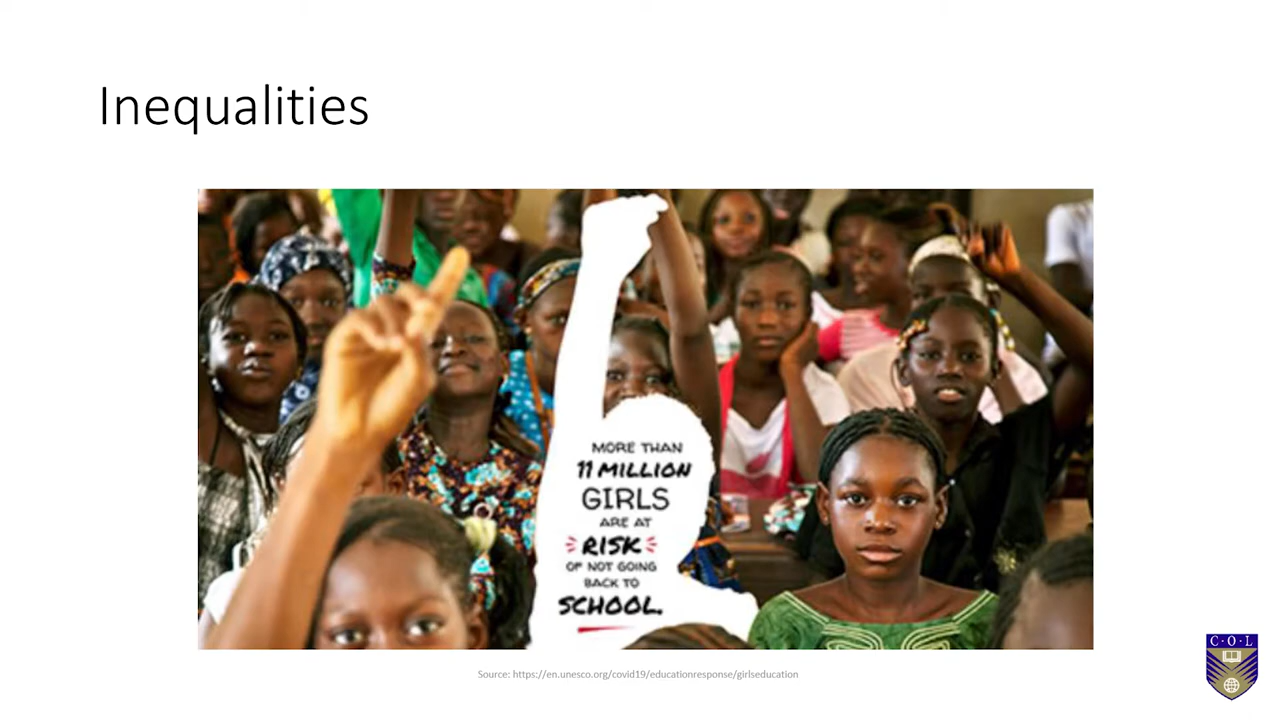 Inequalities
MORE THAN
11 MILLION
GIRLS
ARE AT
RISK
OF NOT GOING
BACK TO
SCHOOL.
Source: https://en.unesco.org/covid19/educationresponse/girlseducation
C·O·L